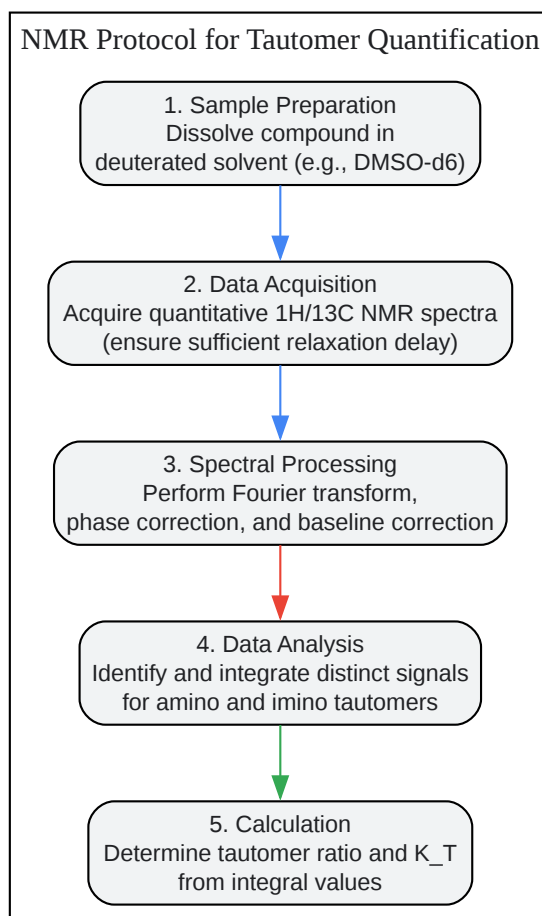 NMR Protocol for Tautomer Quantification
1. Sample Preparation
Dissolve compound in
deuterated solvent (e.g., DMSO-d6)
2. Data Acquisition
Acquire quantitative 1H/13C NMR spectra
(ensure sufficient relaxation delay)
3. Spectral Processing
Perform Fourier transform,
phase correction, and baseline correction
4. Data Analysis
Identify and integrate distinct signals
for amino and imino tautomers
5. Calculation
Determine tautomer ratio and K_T
from integral values